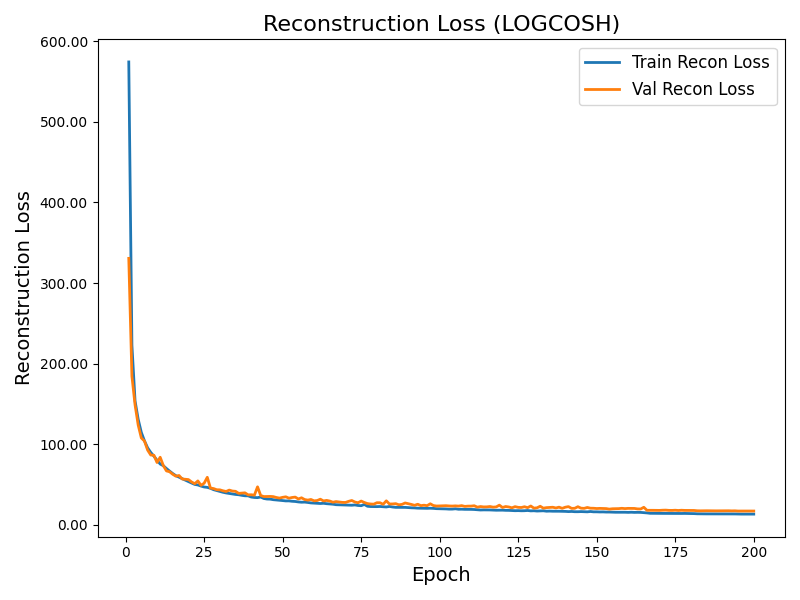 Reconstruction Loss (LOGCOSH)
Train Recon Loss
Val Recon Loss
Reconstruction Loss
600.00
500.00
400.00
300.00
200.00
100.00
0.00
0 25 50 75 100 125 150 175 200
Epoch